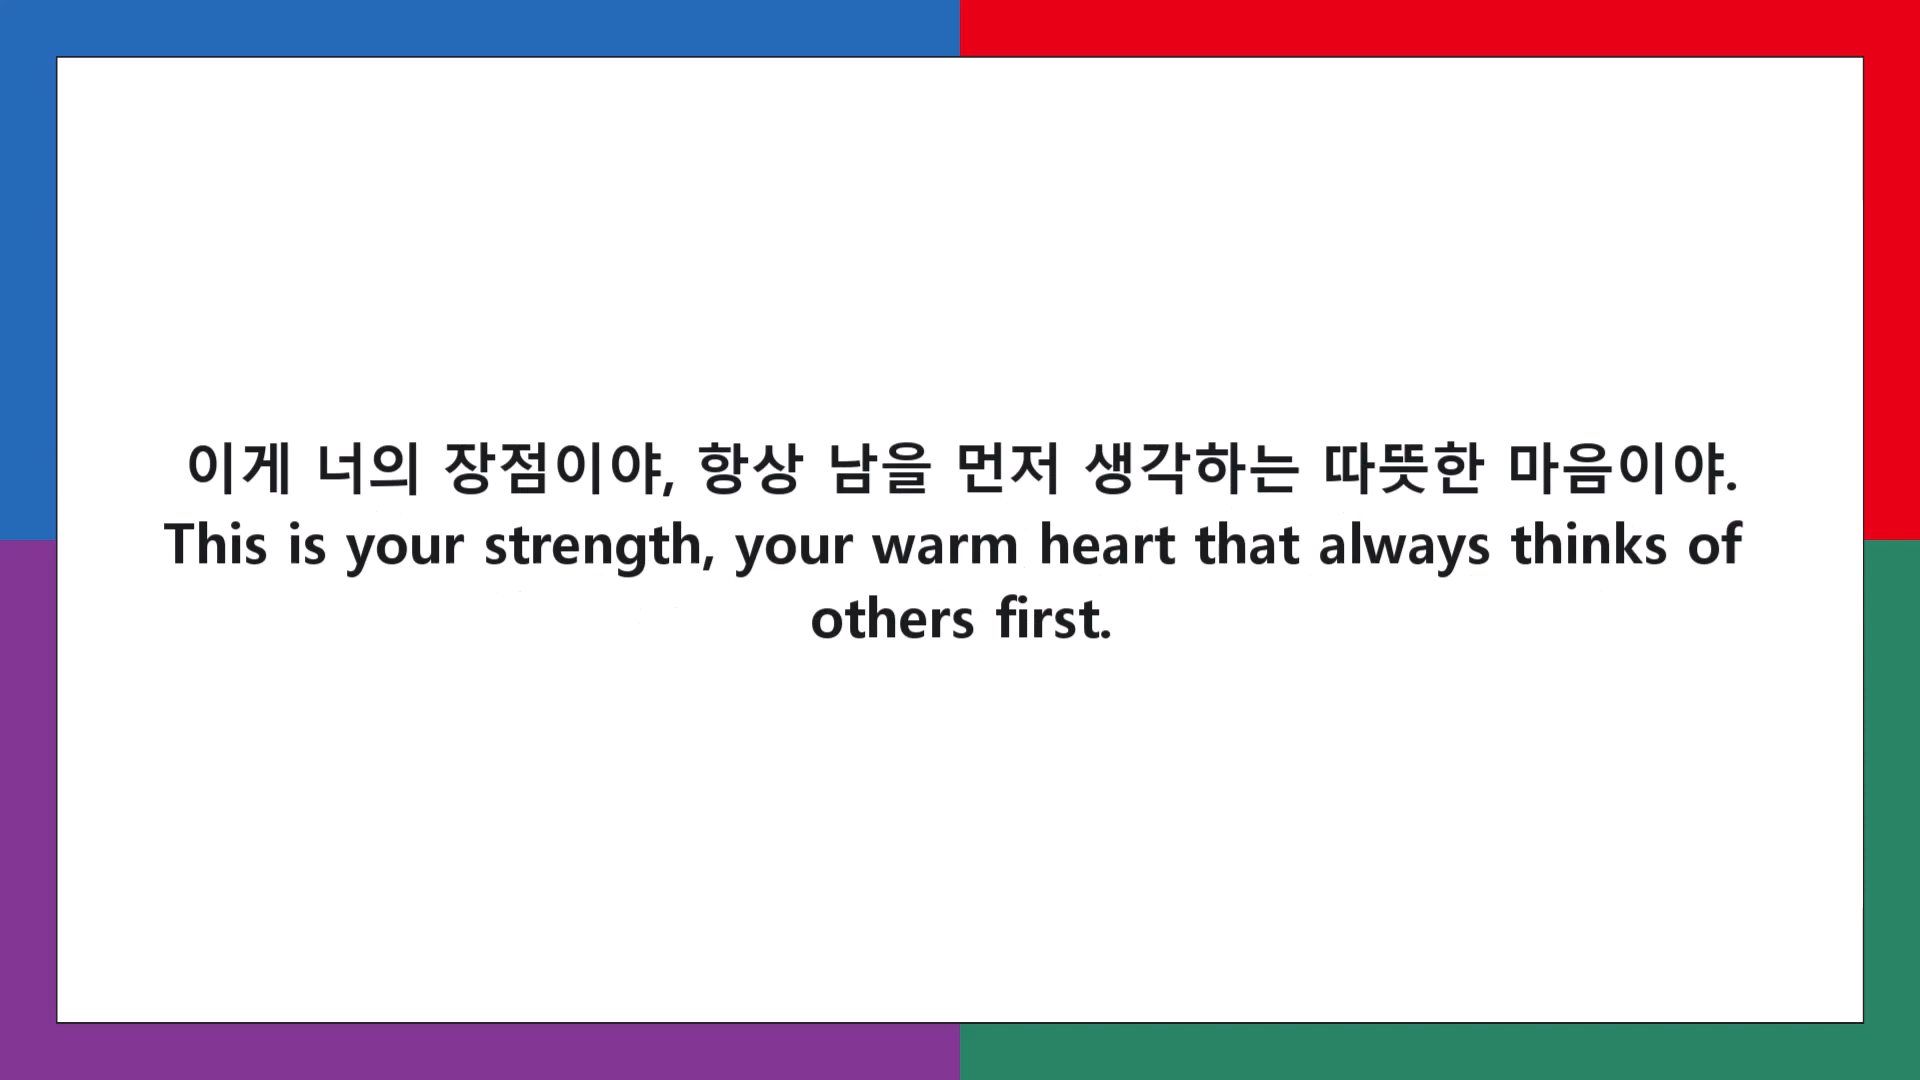 이게 너의 장점이야, 항상 남을 먼저 생각하는 따뜻한 마음이야.
This is your strength, your warm heart that always thinks of
others first.